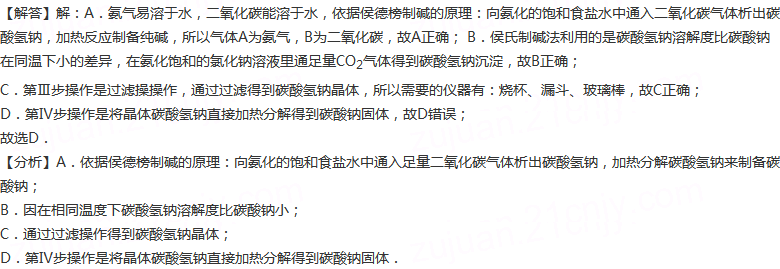 【解答】解：A．氨气易溶于水，二氧化碳能溶于水，依据侯德榜制碱的原理：向氨化的饱和食盐水中通入二氧化碳气体析出碳
酸氢钠，加热反应制备纯碱，所以气体A为氨气，B为二氧化碳，故A正确； B．侯氏制碱法利用的是碳酸氢钠溶解度比碳酸钠
在同温下小的差异，在氨化饱和的氯化钠溶液里通足量CO2气体得到碳酸氢钠沉淀，故B正确；
C．第Ⅲ步操作是过滤操操作，通过过滤得到碳酸氢钠晶体，所以需要的仪器有：烧杯、漏斗、玻璃棒，故C正确；
D．第Ⅳ步操作是将晶体碳酸氢钠直接加热分解得到碳酸钠固体，故D错误；
故选D．
【分析】A．依据侯德榜制碱的原理：向氨化的饱和食盐水中通入足量二氧化碳气体析出碳酸氢钠，加热分解碳酸氢钠来制备碳
酸钠；
B．因在相同温度下碳酸氢钠溶解度比碳酸钠小；
C．通过过滤操作得到碳酸氢钠晶体；
D．第Ⅳ步操作是将晶体碳酸氢钠直接加热分解得到碳酸钠固体．